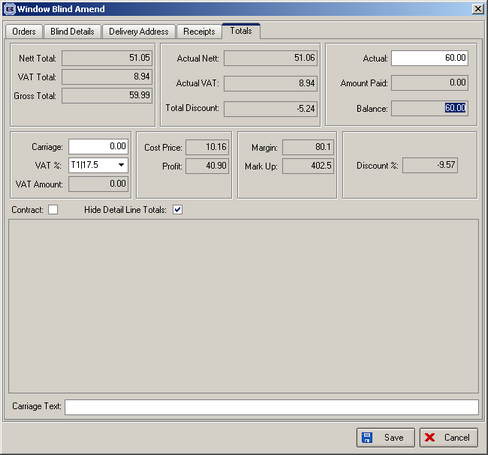 Window Blind Amend
Orders Blind Details Delivery Address Receipts Totals
Nett Total: 51.05 Actual Nett: 51.06 Actual: 60.00
VAT Total: 8.94 Actual VAT: 8.94 Amount Paid: 0.00
Gross Total: 59.99 Total Discount: -5.24 Balance: 60.00
Carriage: 0.00 Cost Price: 10.16 Margin: 80.1
VAT %: T1|17.5 Profit: 40.90 Mark Up: 402.5 Discount %: -9.57
VAT Amount: 0.00
Contract: Hide Detail Line Totals:
Carriage Text:
Save Cancel